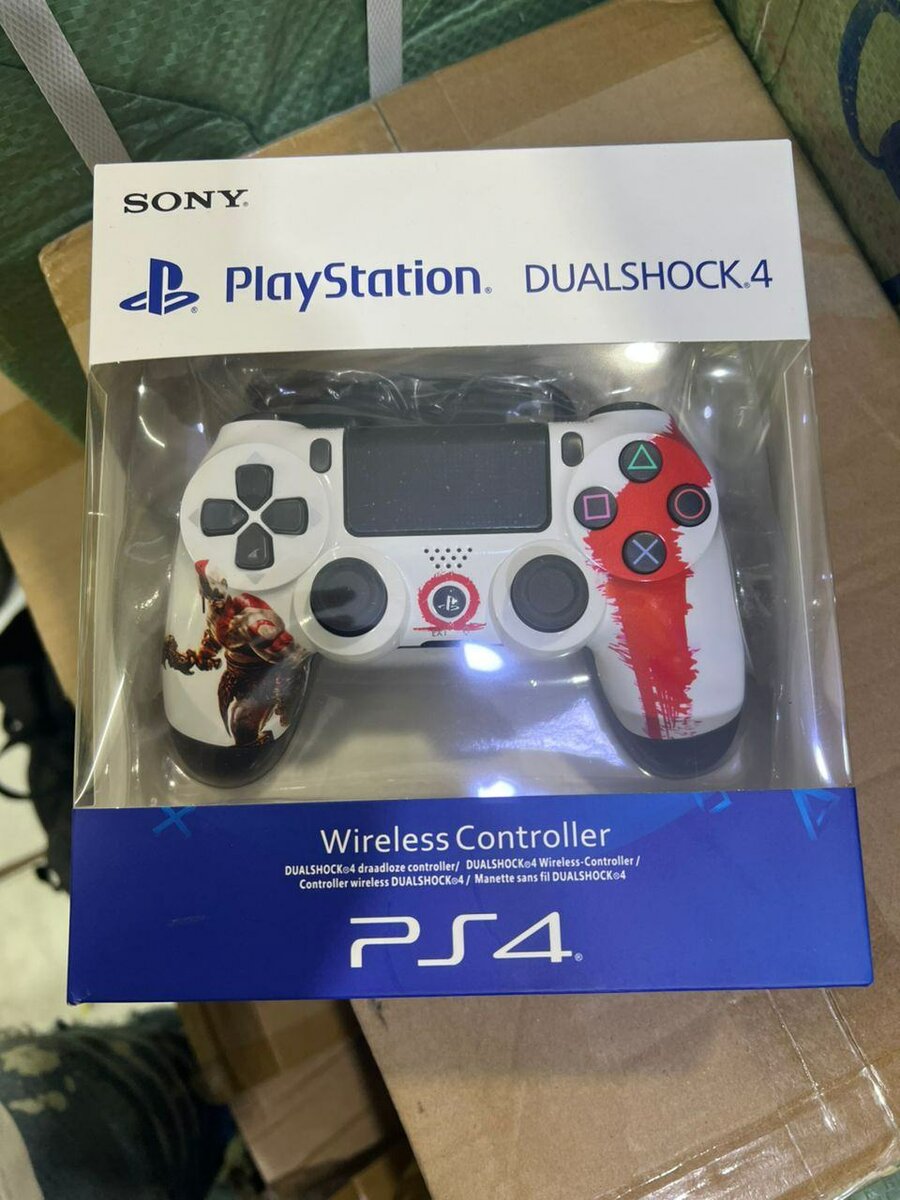 SONY®
PlayStation® DUALSHOCK®4
Wireless Controller
DUALSHOCK®4 draadloze controller/ DUALSHOCK®4 Wireless-Controller /
Controller wireless DUALSHOCK®4 / Manette sans fil DUALSHOCK®4
PS4®